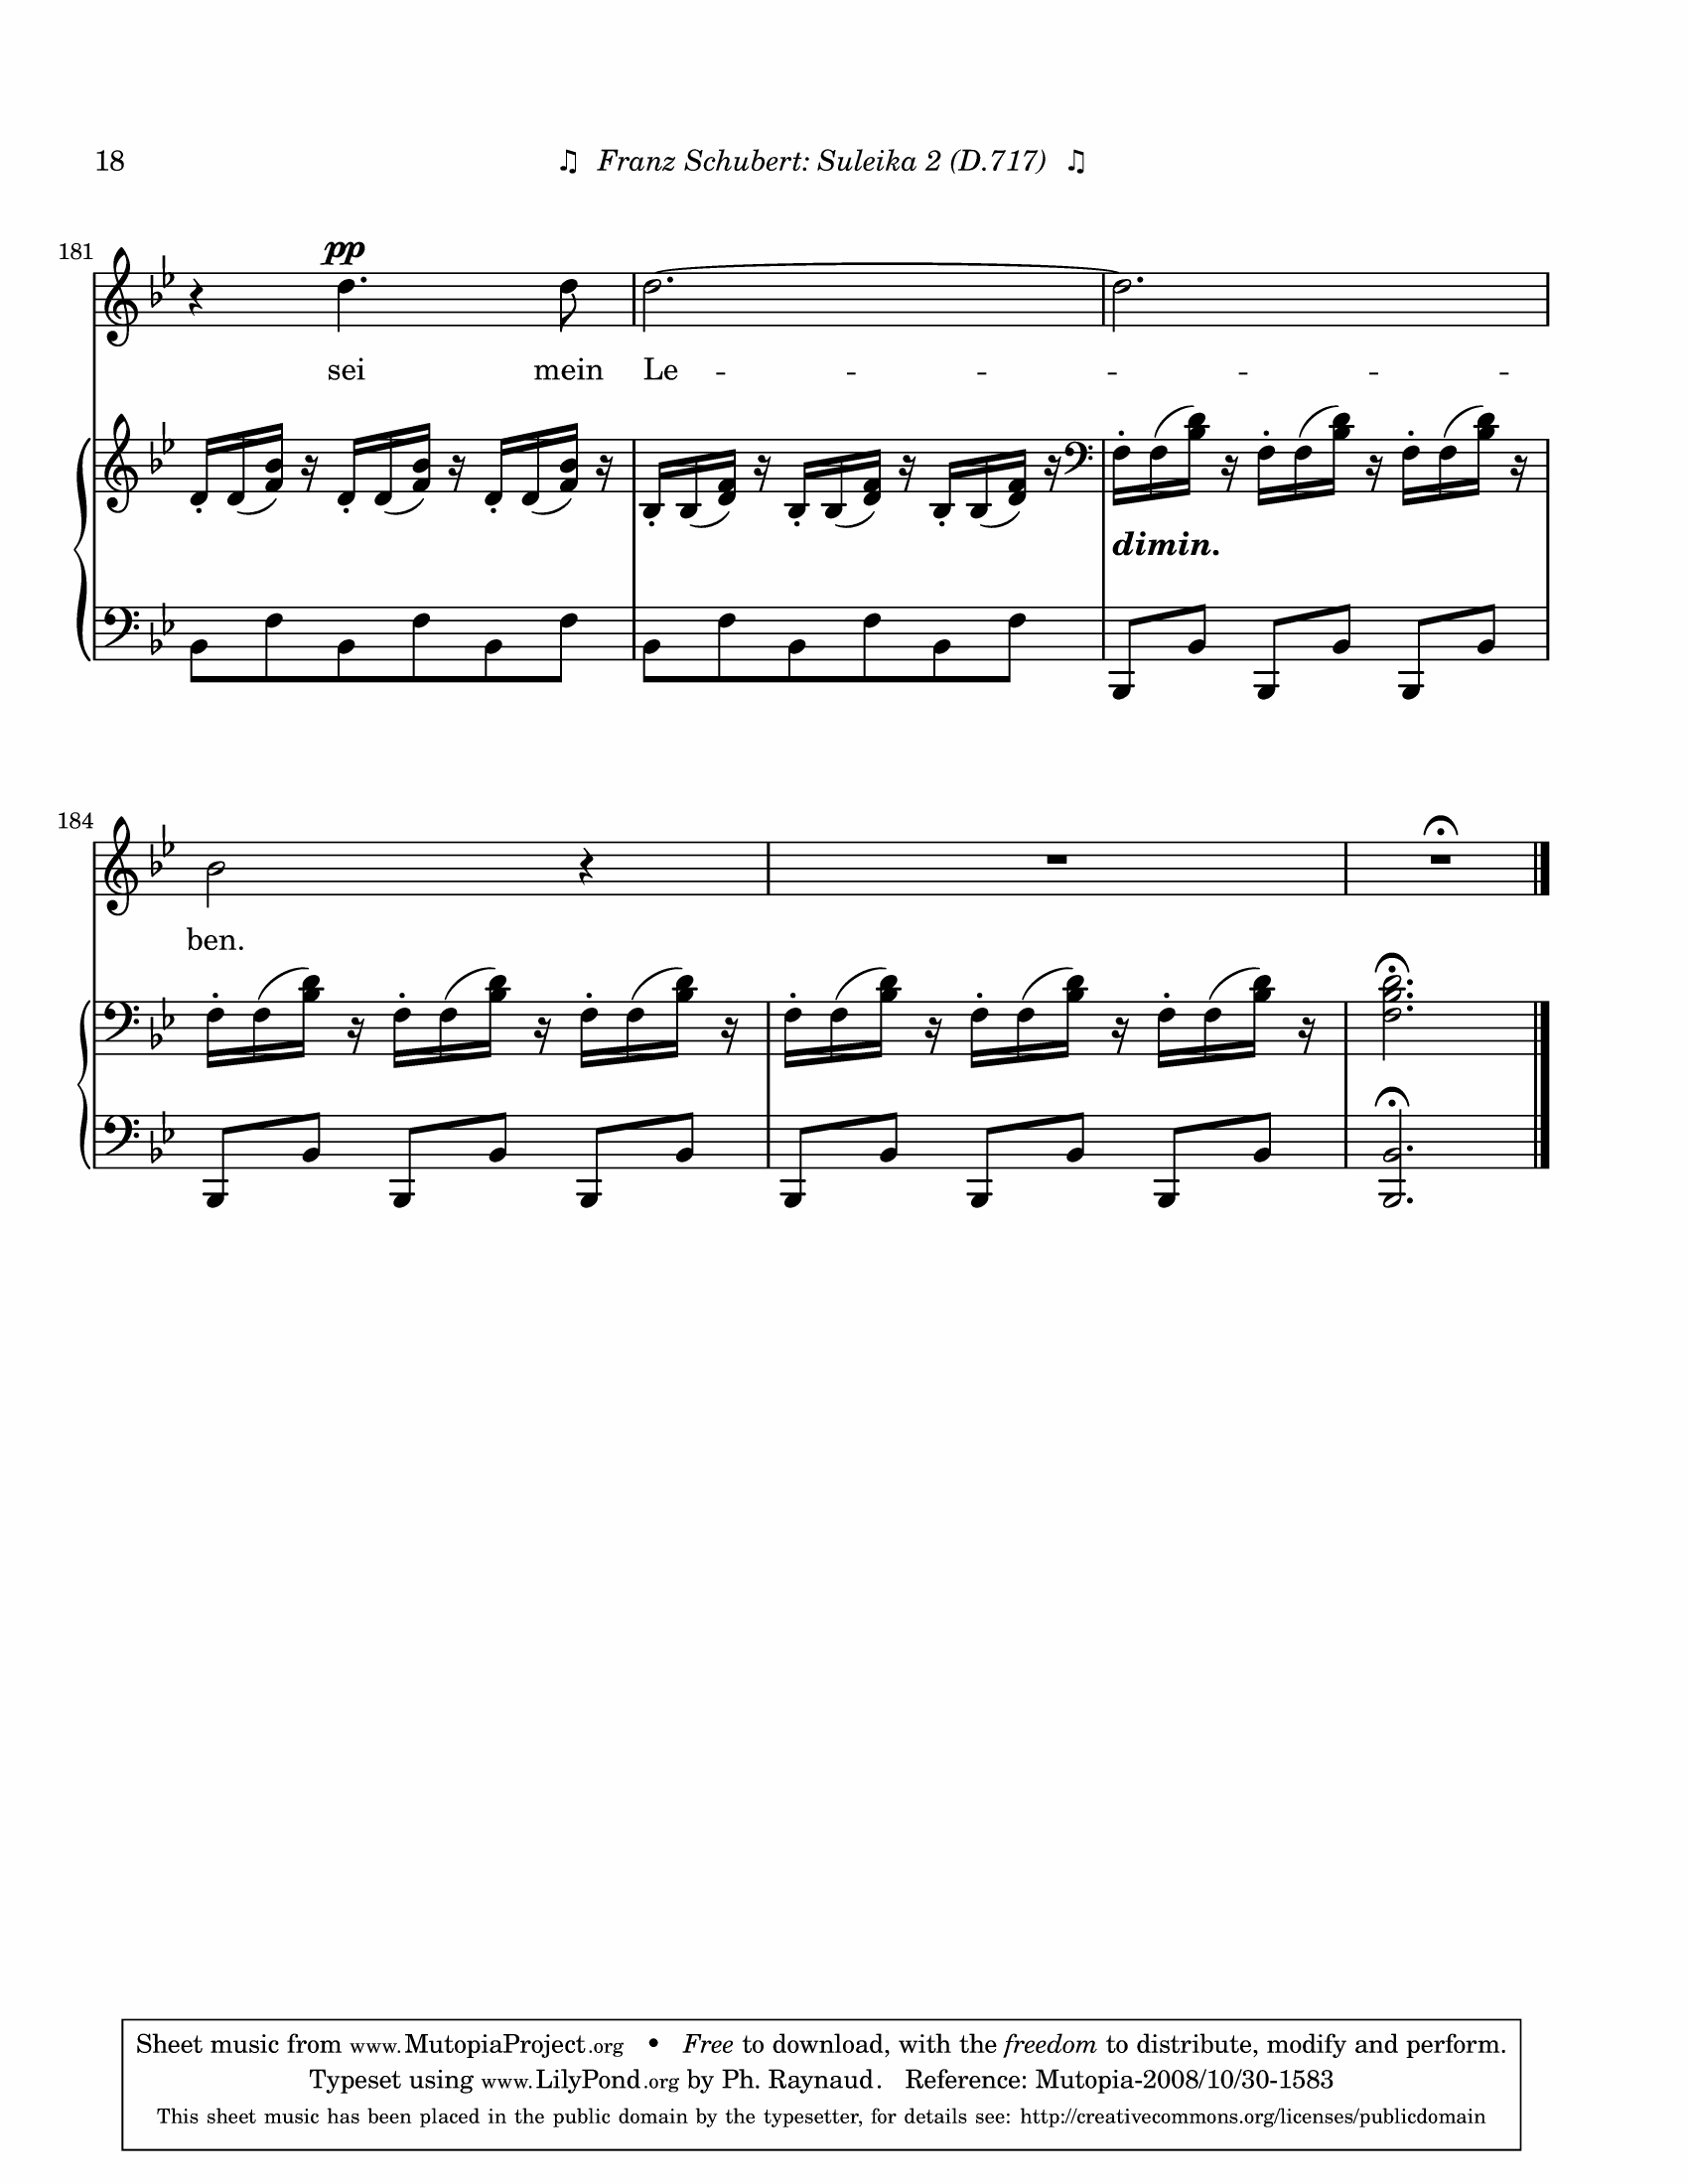 18
♫ Franz Schubert: Suleika 2 (D.717) ♫
181
pp
sei mein Le - - - - - - -
dimin.
184
ben.
Sheet music from www.MutopiaProject.org • Free to download, with the freedom to distribute, modify and perform.
Typeset using www.LilyPond.org by Ph. Raynaud. Reference: Mutopia-2008/10/30-1583
This sheet music has been placed in the public domain by the typesetter, for details see: http://creativecommons.org/licenses/publicdomain